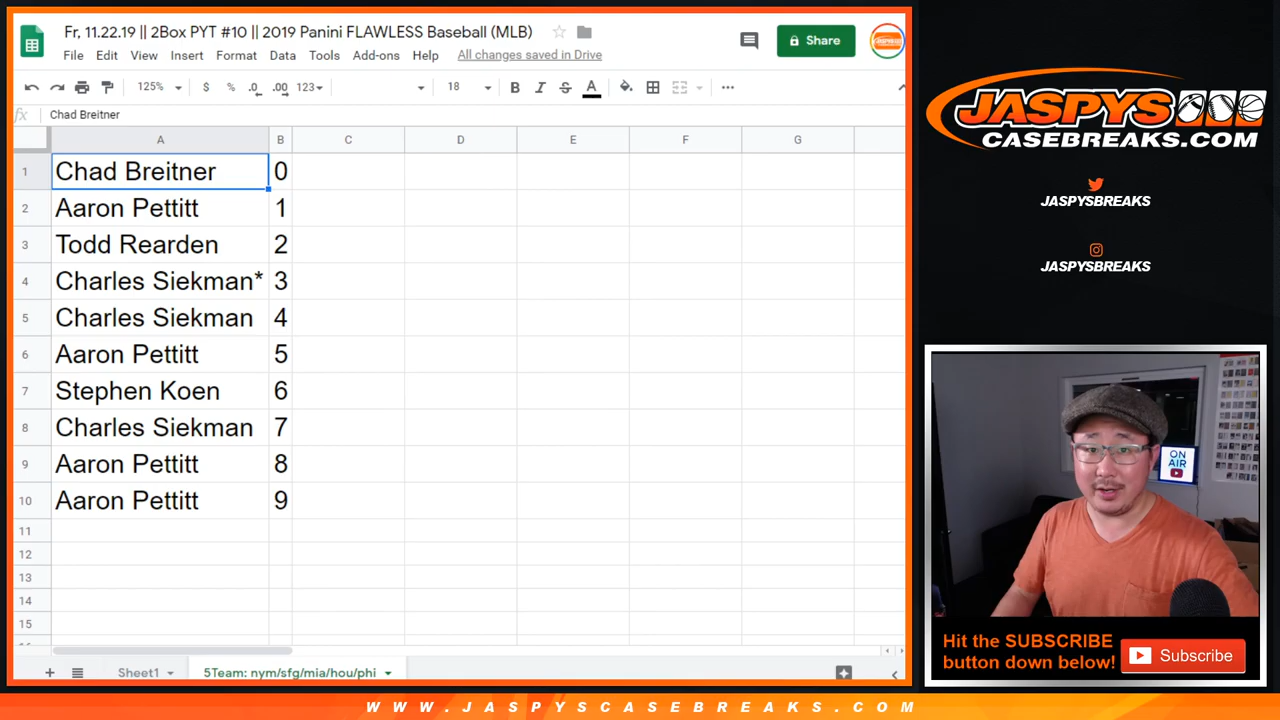 Fr, 11.22.19 || 2Box PYT #10 || 2019 Panini FLAWLESS Baseball (MLB)
File Edit View Insert Format Data Tools Add-ons Help All changes saved in Drive
Share
125% $ % .0 .00 123 18 B I S A
fx Chad Breitner
A B C D E F G
1 Chad Breitner 0
2 Aaron Pettitt 1
3 Todd Rearden 2
4 Charles Siekman* 3
5 Charles Siekman 4
6 Aaron Pettitt 5
7 Stephen Koen 6
8 Charles Siekman 7
9 Aaron Pettitt 8
10 Aaron Pettitt 9
11
12
13
14
15
Sheet1 5Team: nym/sfg/mia/hou/phi
JASPYS
CASEBREAKS.COM
JASPYSBREAKS
JASPYSBREAKS
ON
AIR
Hit the SUBSCRIBE
button down below!
Subscribe
WWW.JASPYSCASEBREAKS.COM